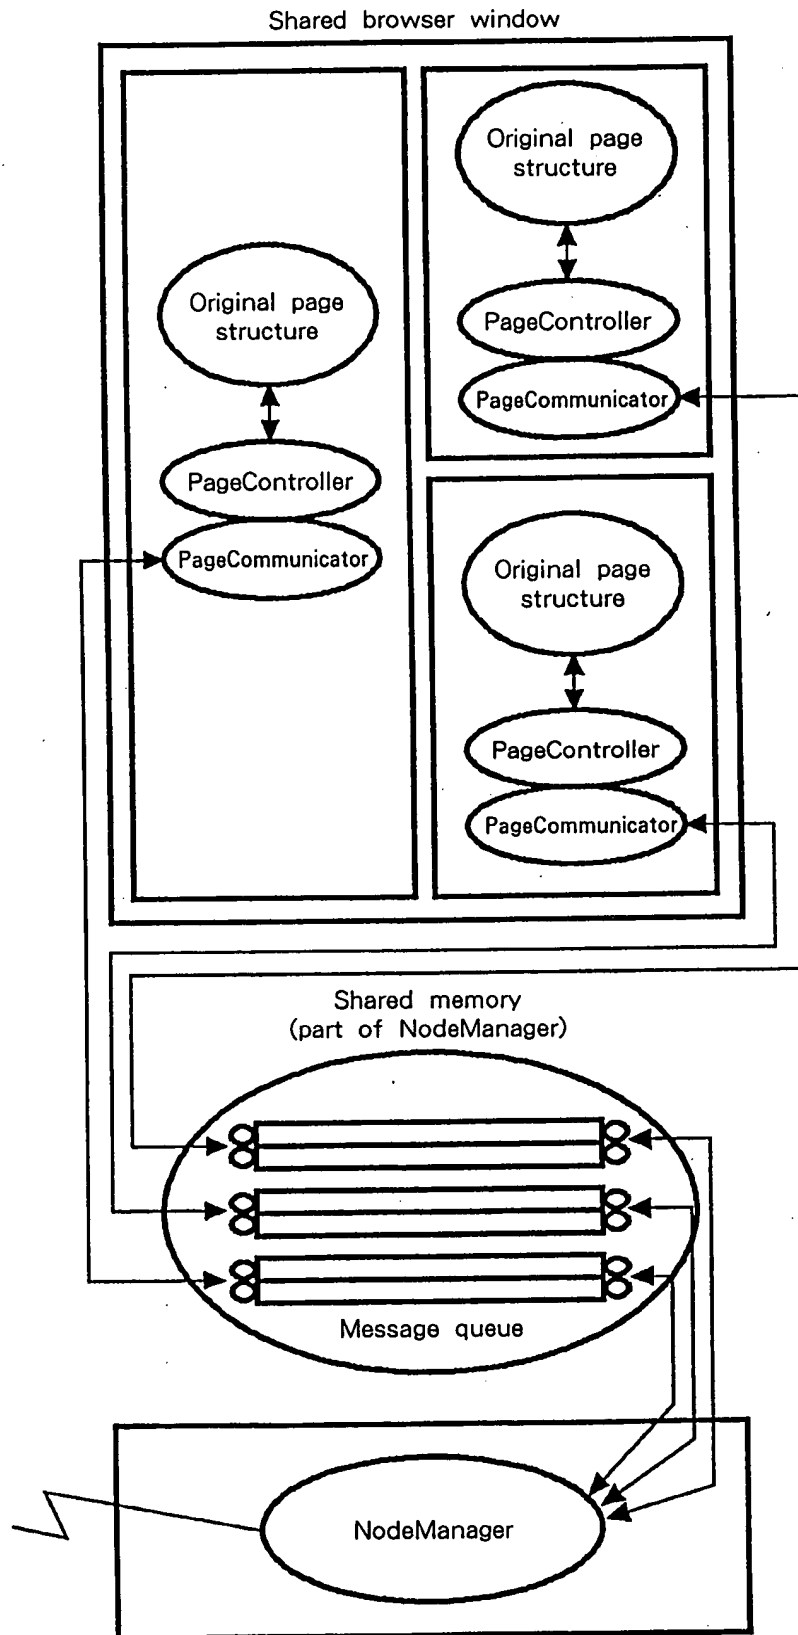 Shared browser window
Original page
structure
PageController
PageCommunicator
Original page
structure
PageController
PageCommunicator
Original page
structure
PageController
PageCommunicator
Shared memory
(part of NodeManager)
Message queue
NodeManager